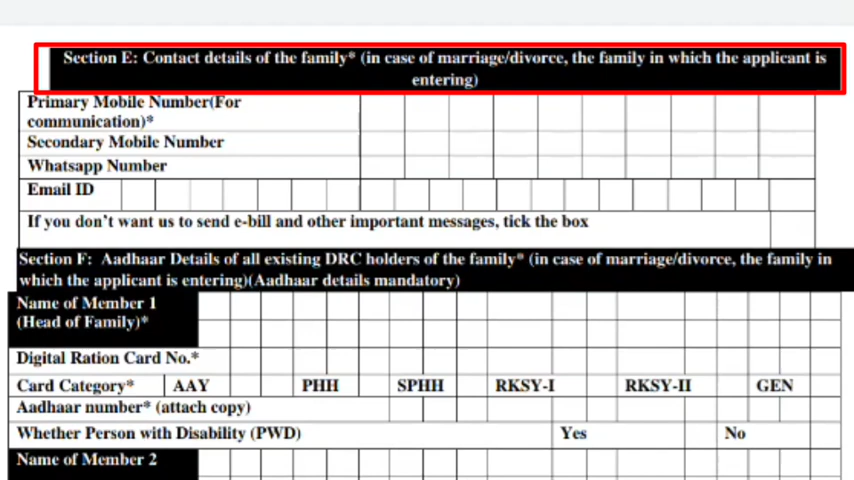 Section E: Contact details of the family* (in case of marriage/divorce, the family in which the applicant is
entering)
Primary Mobile Number(For
communication)*
Secondary Mobile Number
Whatsapp Number
Email ID
If you don't want us to send e-bill and other important messages, tick the box
Section F: Aadhaar Details of all existing DRC holders of the family* (in case of marriage/divorce, the family in
which the applicant is entering)(Aadhaar details mandatory)
Name of Member 1
(Head of Family)*
Digital Ration Card No.*
Card Category* AAY PHH SPHH RKSY-I RKSY-II GEN
Aadhaar number* (attach copy)
Whether Person with Disability (PWD) Yes No
Name of Member 2